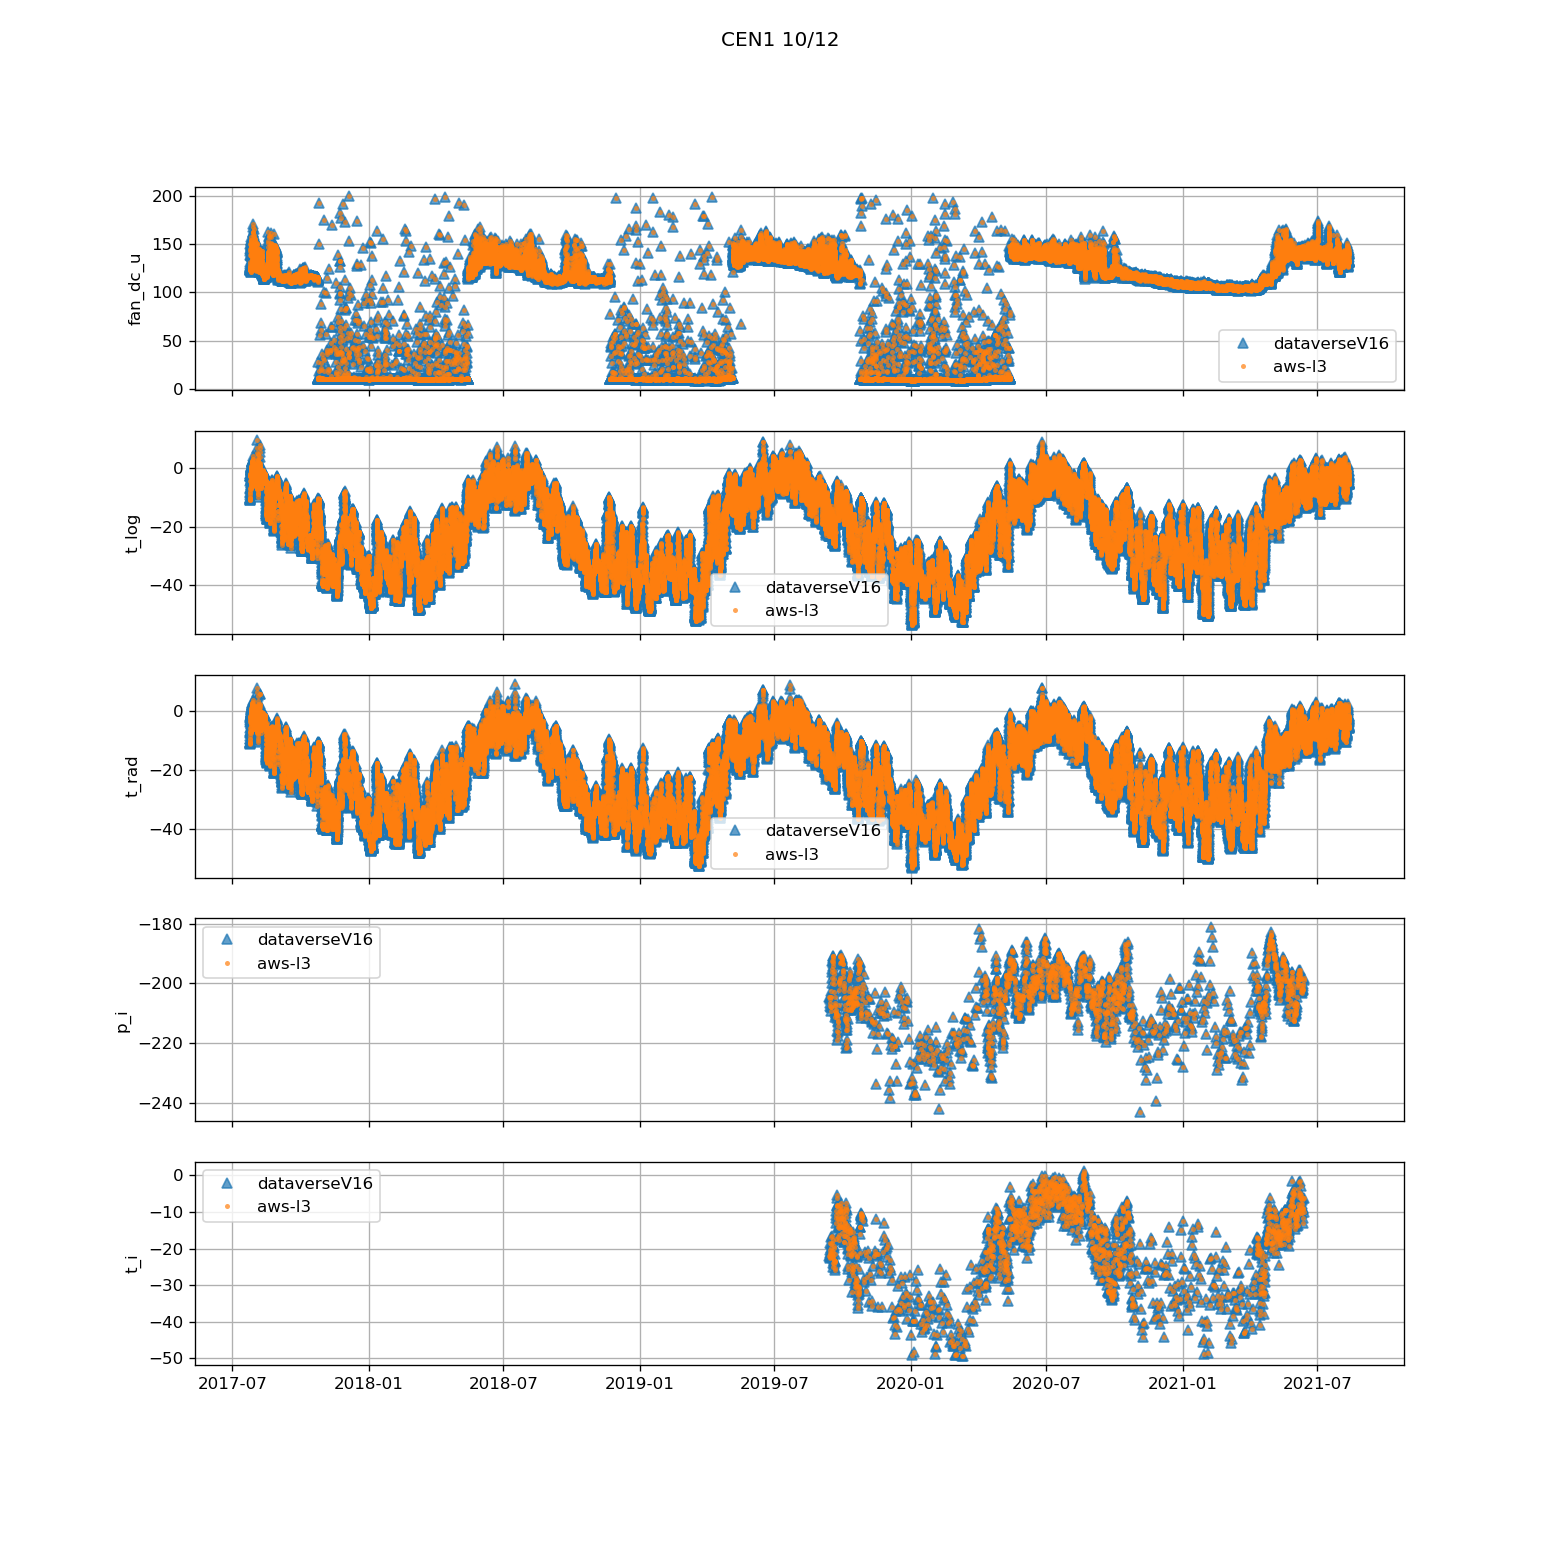 CEN1 10/12
200
150
100
50
0
fan_dc_u
dataverseV16
aws-l3
0
−20
−40
t_log
dataverseV16
aws-l3
0
−20
−40
t_rad
dataverseV16
aws-l3
−180
−200
−220
−240
p_i
dataverseV16
aws-l3
0
−10
−20
−30
−40
−50
t_i
dataverseV16
aws-l3
2017-07 2018-01 2018-07 2019-01 2019-07 2020-01 2020-07 2021-01 2021-07